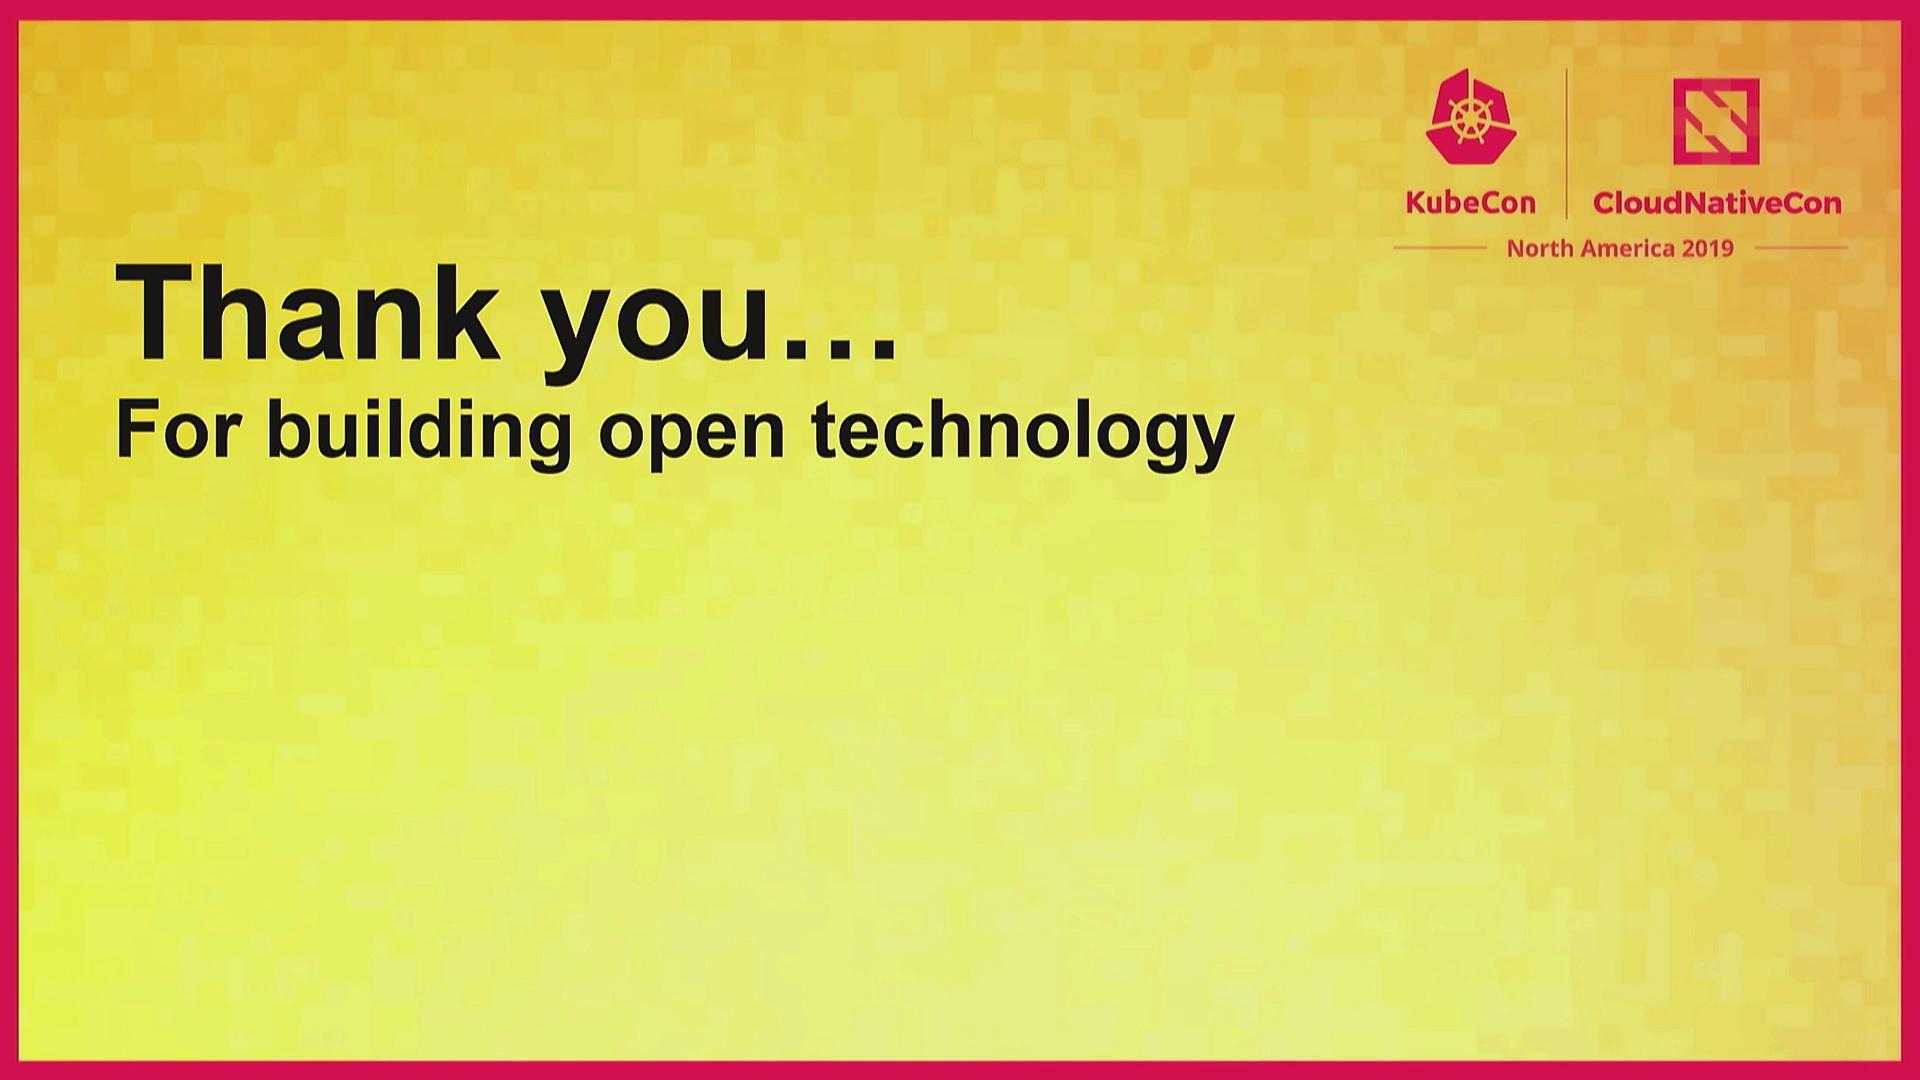 KubeCon
CloudNativeCon
North America 2019
Thank you...
For building open technology